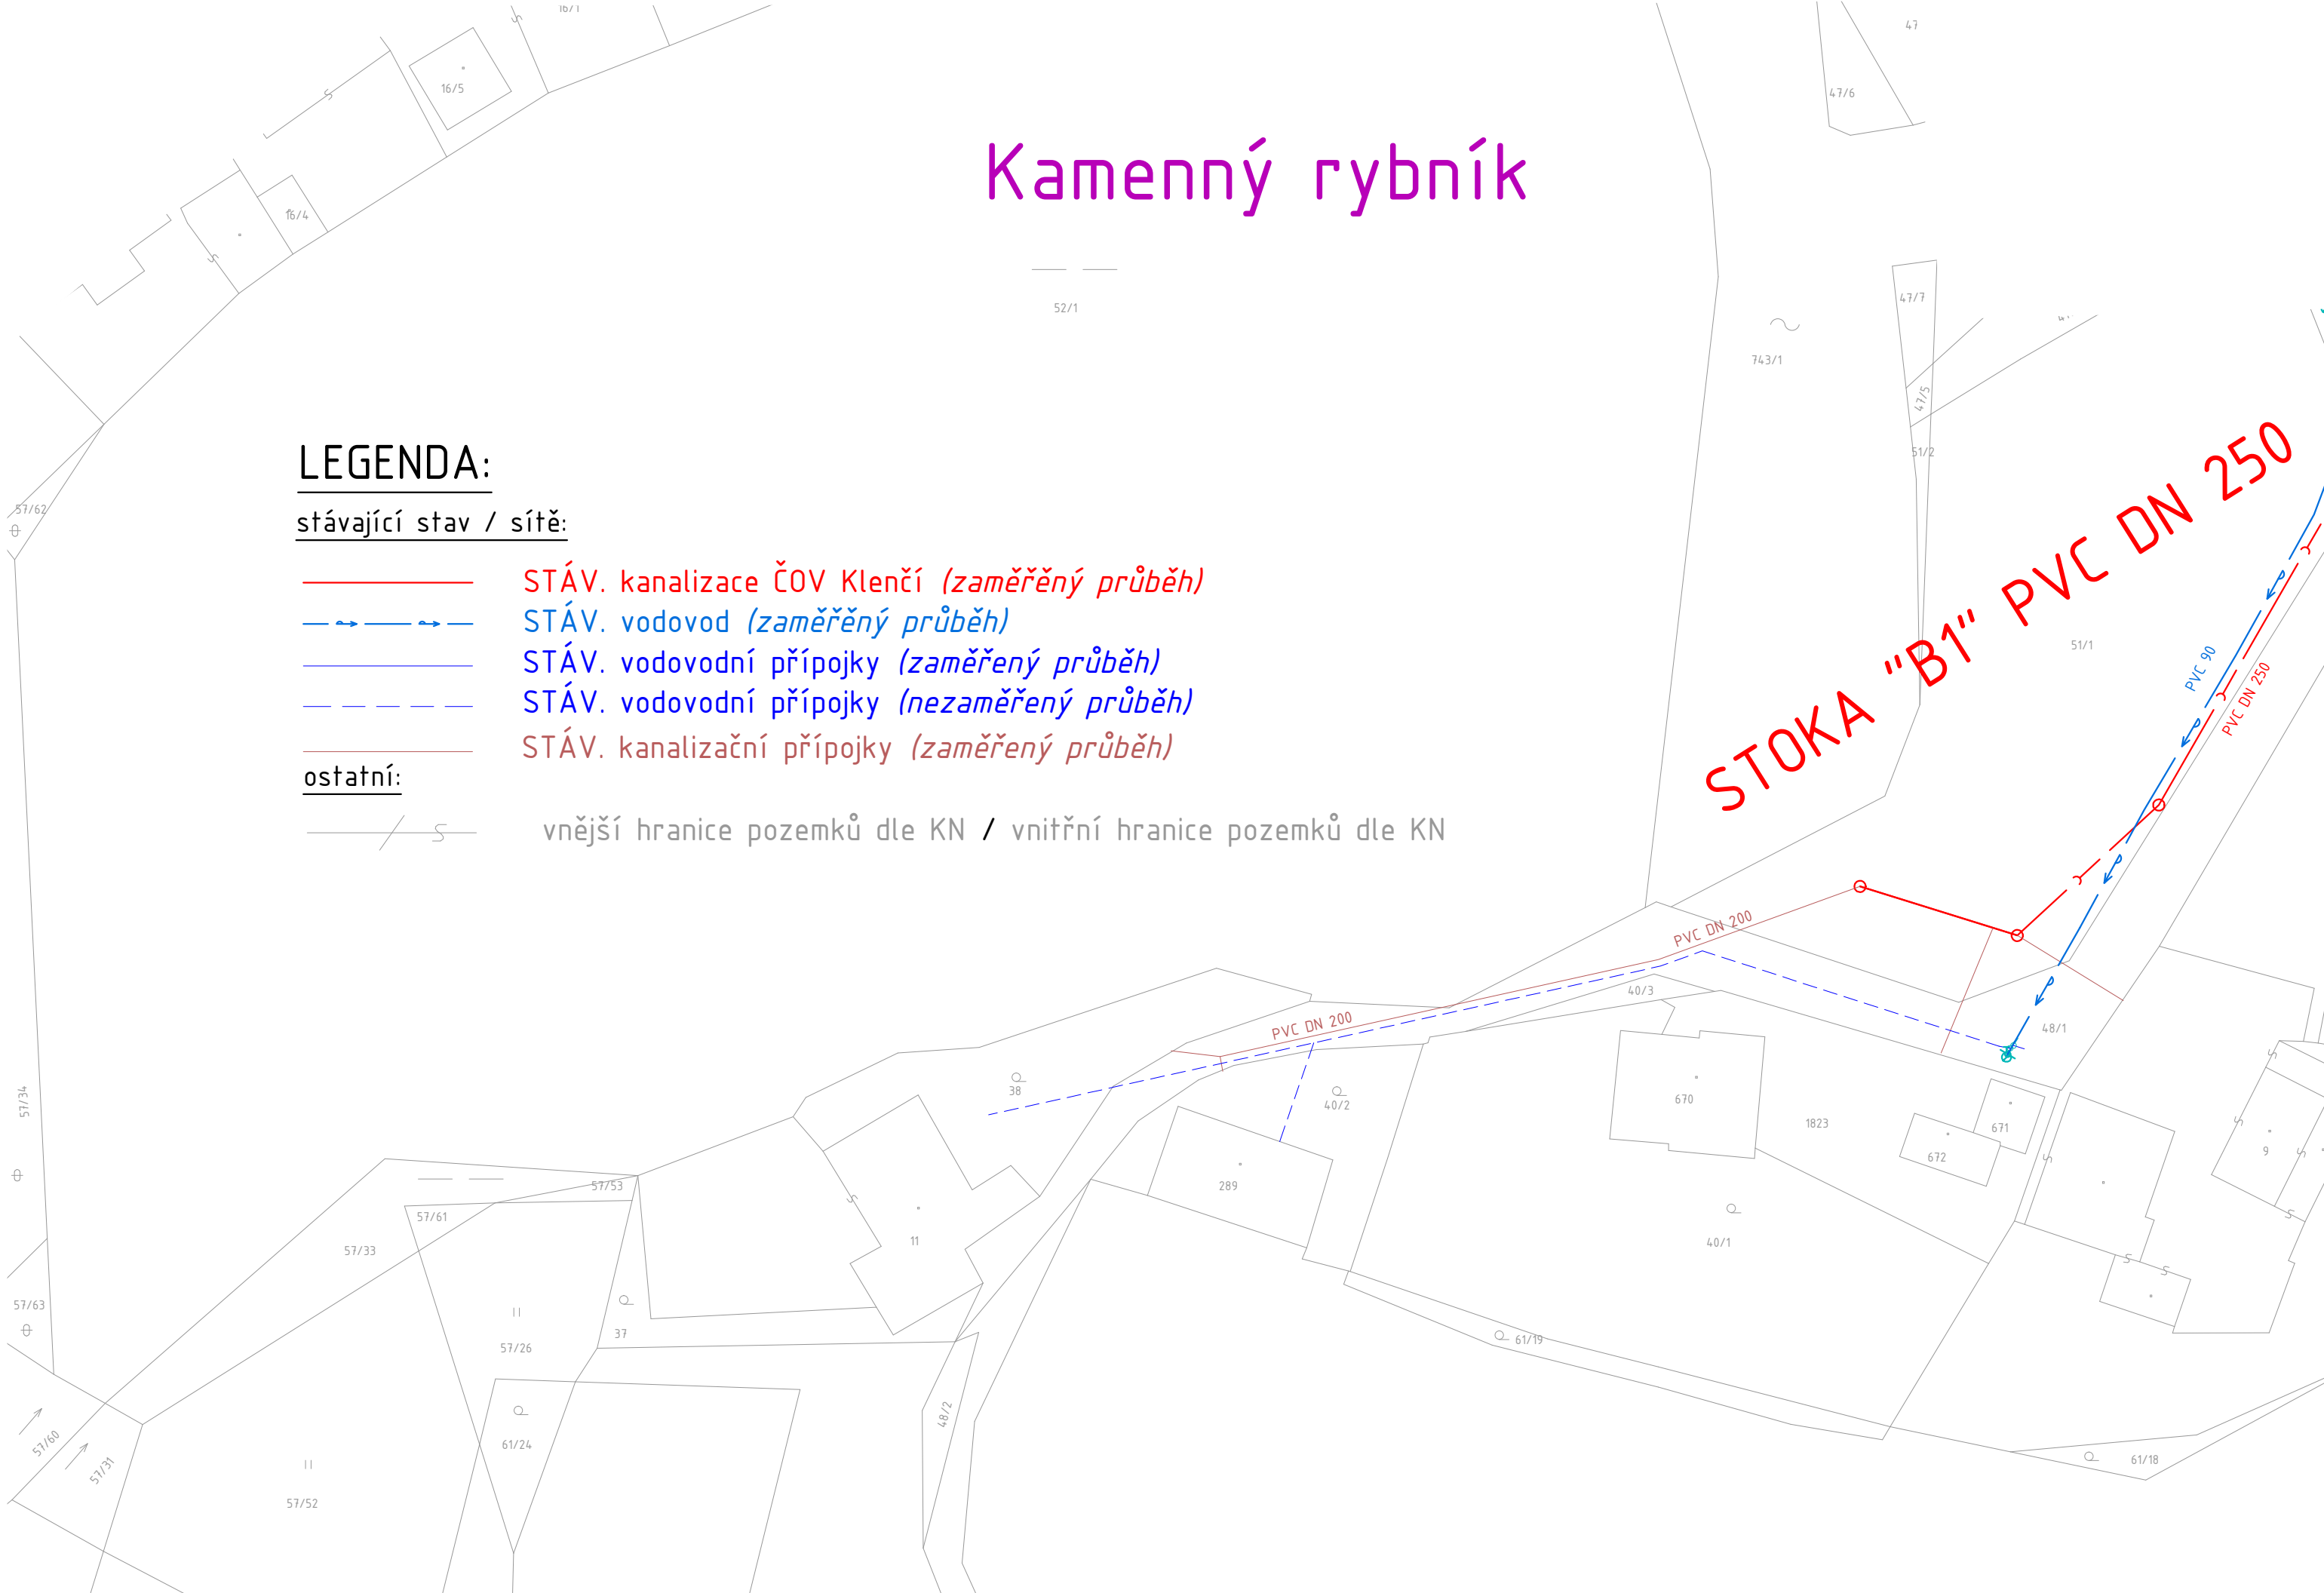 16/1
47
16/5
47/6
Kamenný rybník
16/4
47/7
52/1
743/1
47/5
51/2
LEGENDA:
57/62
stávající stav / sítě:
STÁV. kanalizace ČOV Klenčí (zaměřěný průběh)
STÁV. vodovod (zaměřěný průběh)
STÁV. vodovodní přípojky (zaměřený průběh)
STÁV. vodovodní přípojky (nezaměřený průběh)
STÁV. kanalizační přípojky (zaměřený průběh)
ostatní:
vnější hranice pozemků dle KN / vnitřní hranice pozemků dle KN
STOKA "B1" PVC DN 250
51/1
PVC 90
PVC DN 250
PVC DN 200
40/3
PVC DN 200
48/1
38
40/2
670
57/34
1823
671
672
9
57/53
289
57/61
11
40/1
57/33
57/63
37
61/19
57/26
48/2
57/60
61/24
61/18
57/31
57/52